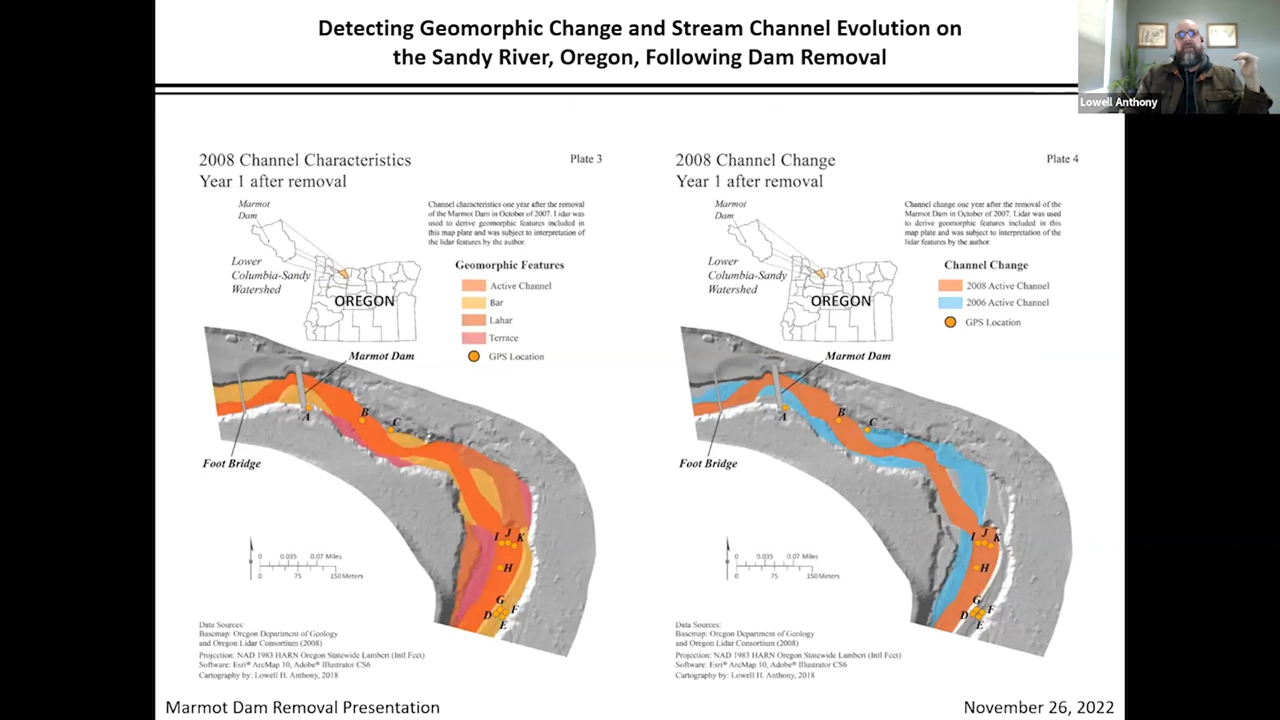 Detecting Geomorphic Change and Stream Channel Evolution on
the Sandy River, Oregon, Following Dam Removal
Lowell Anthony
2008 Channel Characteristics
Year 1 after removal
Plate 3
Marmot
Dam
Channel characteristics one year after the removal
of the Marmot Dam in October of 2007. Lidar was
used to derive geomorphic features included in
this map plate and was subject to interpretation of
the lidar features by the author.
Lower
Columbia-Sandy
Watershed
OREGON
Geomorphic Features
Active Channel
Bar
Lahar
Terrace
GPS Location
Marmot Dam
A
B
C
Foot Bridge
I
J
K
H
G
D
F
E
0 0.035 0.07 Miles
0 75 150 Meters
Data Sources:
Basemap: Oregon Department of Geology
and Oregon Lidar Consortium (2008)
Projection: NAD 1983 HARN Oregon Statewide Lambert (Intl Feet)
Software: Esri® ArcMap 10, Adobe® Illustrator CS6
Cartography by: Lowell H. Anthony, 2018
2008 Channel Change
Year 1 after removal
Plate 4
Marmot
Dam
Channel change one year after the removal of the
Marmot Dam in October of 2007. Lidar was used
to derive geomorphic features included in this
map plate and was subject to interpretation of the
lidar features by the author.
Lower
Columbia-Sandy
Watershed
OREGON
Channel Change
2008 Active Channel
2006 Active Channel
GPS Location
Marmot Dam
A
B
C
Foot Bridge
I
J
K
H
G
D
F
E
0 0.035 0.07 Miles
0 75 150 Meters
Data Sources:
Basemap: Oregon Department of Geology
and Oregon Lidar Consortium (2008)
Projection: NAD 1983 HARN Oregon Statewide Lambert (Intl Feet)
Software: Esri® ArcMap 10, Adobe® Illustrator CS6
Cartography by: Lowell H. Anthony, 2018
Marmot Dam Removal Presentation
November 26, 2022